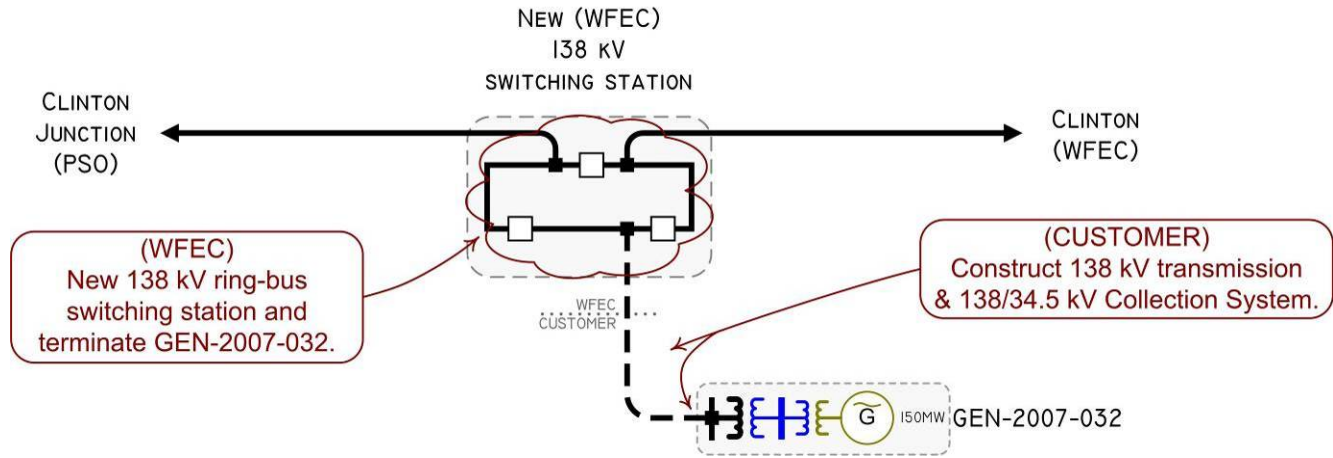 NEW (WFEC)
138 KV
SWITCHING STATION
CLINTON
JUNCTION
(PSO)
CLINTON
(WFEC)
(WFEC)
New 138 kV ring-bus
switching station and
terminate GEN-2007-032.
(CUSTOMER)
Construct 138 kV transmission
& 138/34.5 kV Collection System.
WFEC
CUSTOMER
G
150MW
GEN-2007-032